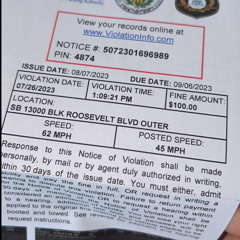 View your records online at
www.ViolationInfo.com
NOTICE #: 5072301696989
PIN: 4874
ISSUE DATE: 08/07/2023
DUE DATE: 09/06/2023
VIOLATION DATE: 07/26/2023
VIOLATION TIME: 1:09:21 PM
FINE AMOUNT: $100.00
LOCATION:
SB 13000 BLK ROOSEVELT BLVD OUTER
SPEED: 62 MPH
POSTED SPEED: 45 MPH
Response to this Notice of Violation shall be made
personally, by mail or by agent duly authorized in writing,
within 30 days of the issue date. You must either, admit
request instructions